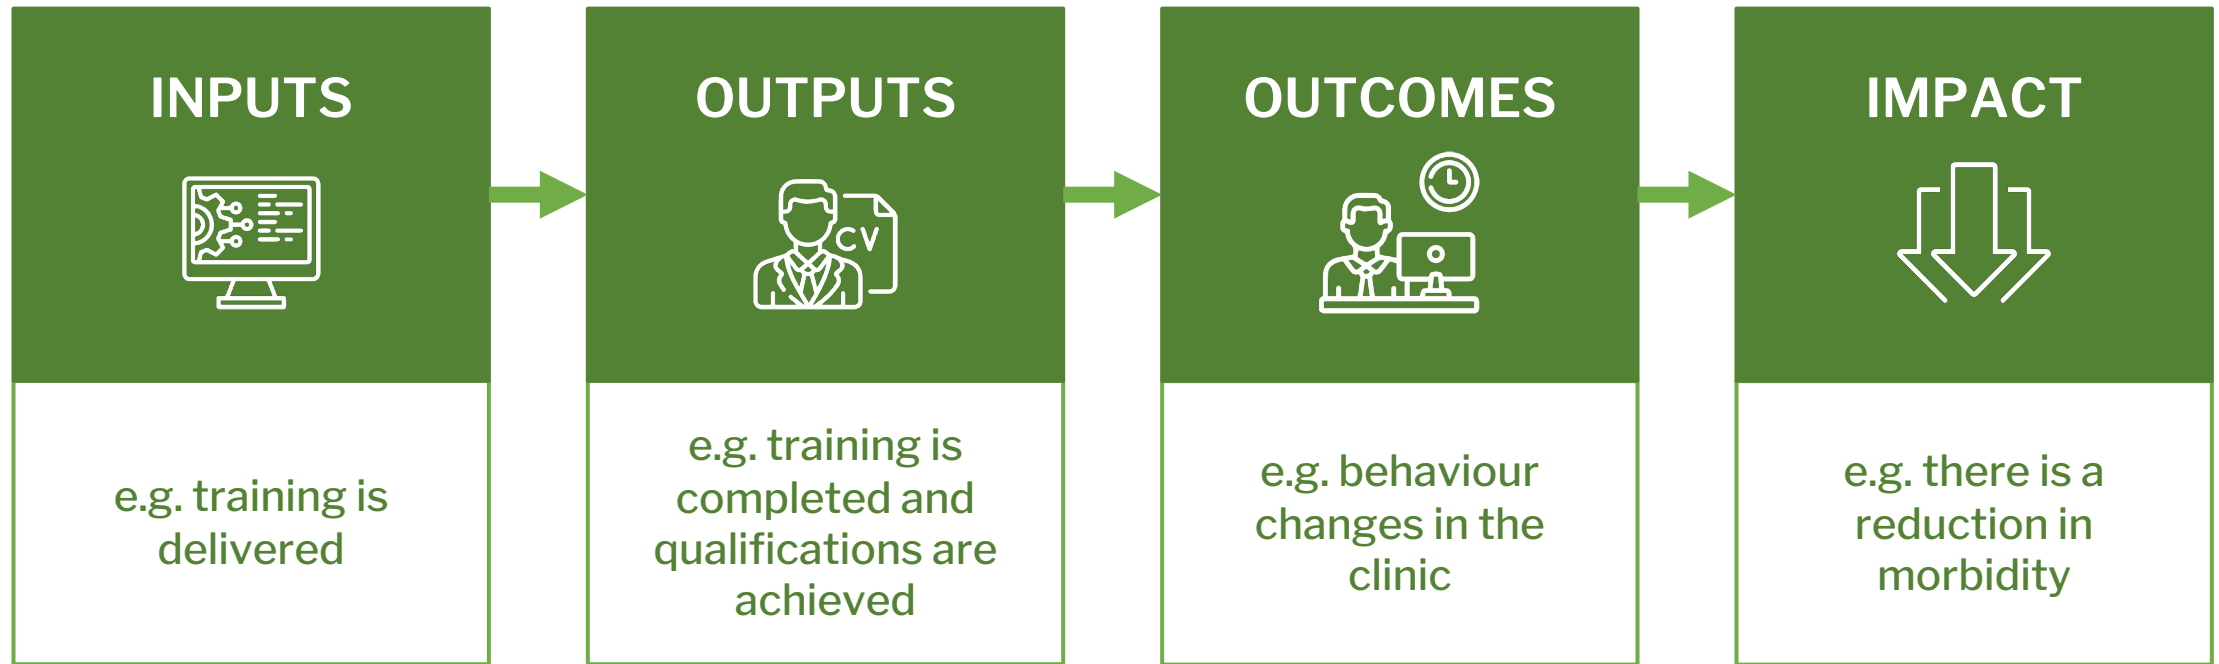 INPUTS
e.g. training is
delivered
OUTPUTS
CV
e.g. training is
completed and
qualifications are
achieved
OUTCOMES
e.g. behaviour
changes in the
clinic
IMPACT
e.g. there is a
reduction in
morbidity